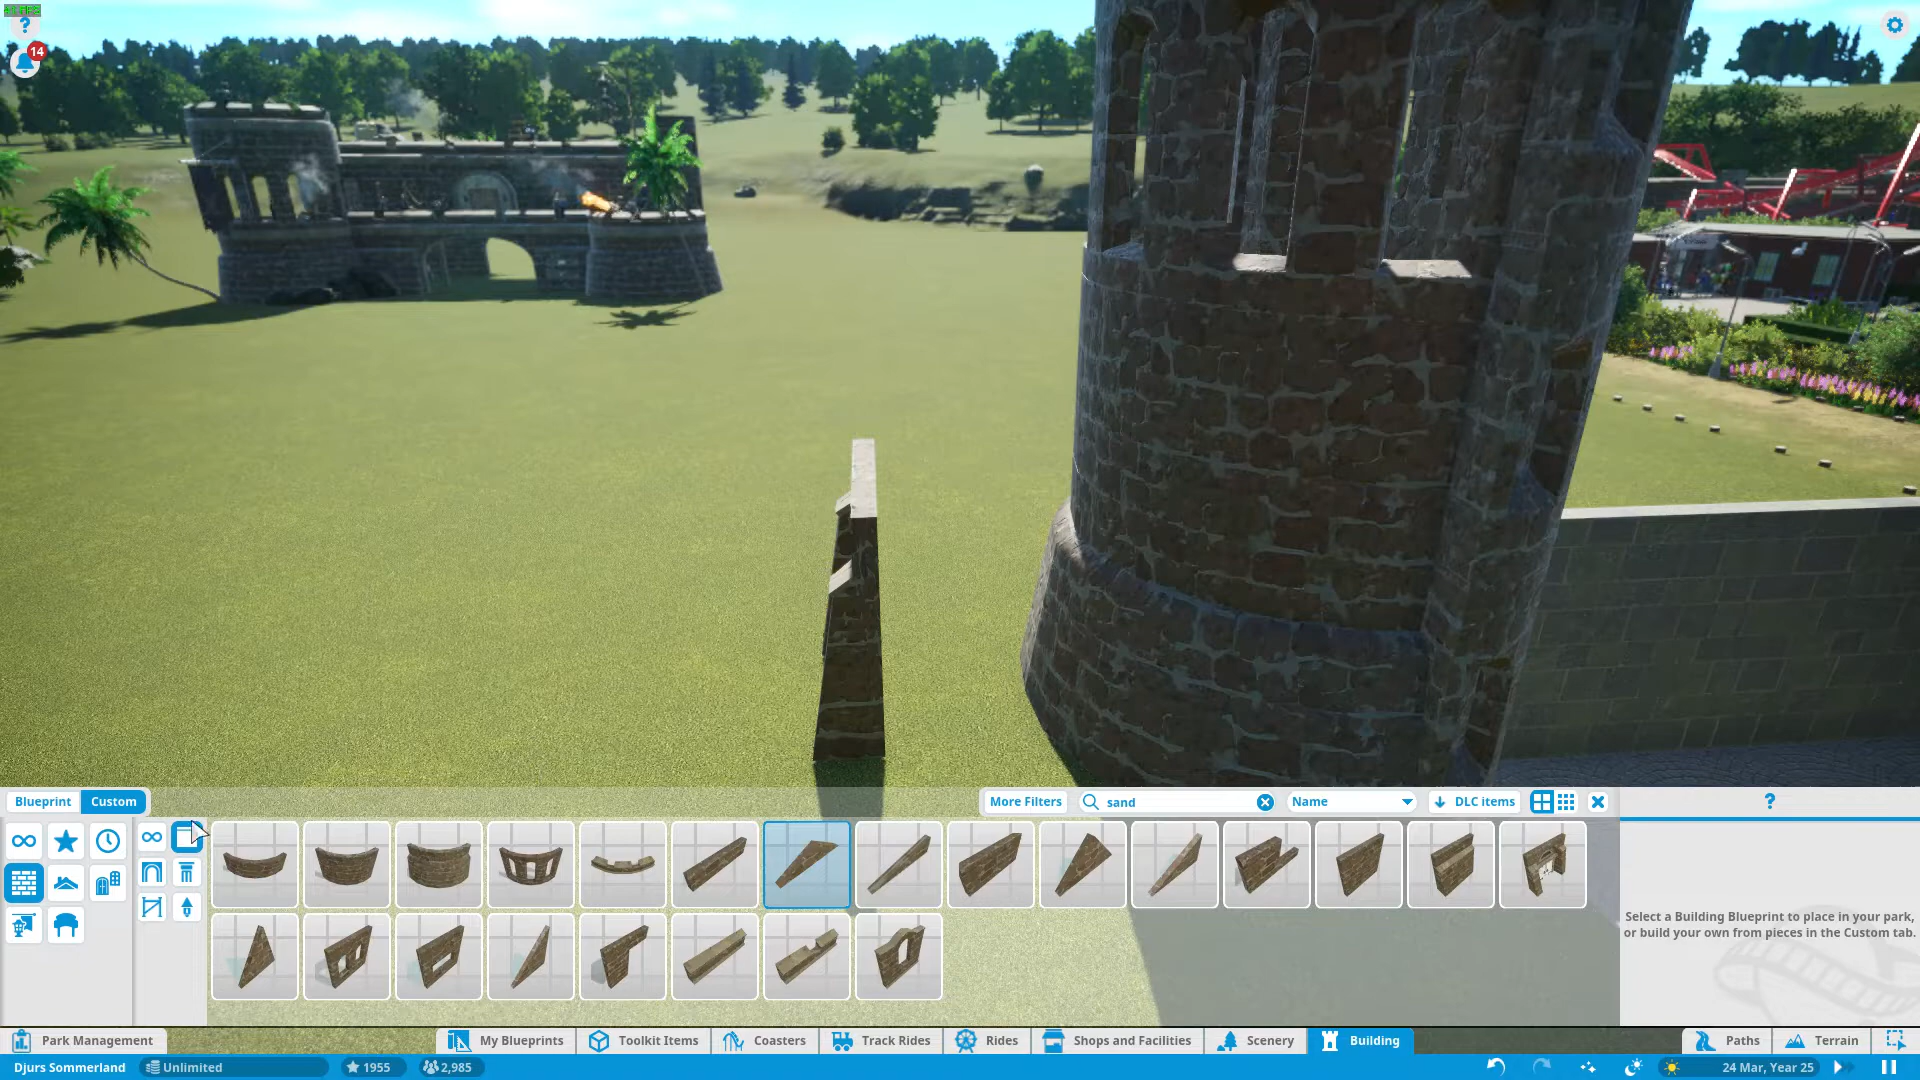 ?
14
Blueprint
Custom
More Filters
sand
Name
DLC items
?
Select a Building Blueprint to place in your park,
or build your own from pieces in the Custom tab.
Park Management
My Blueprints
Toolkit Items
Coasters
Track Rides
Rides
Shops and Facilities
Scenery
Building
Paths
Terrain
Djurs Sommerland
Unlimited
1955
2,985
24 Mar, Year 25